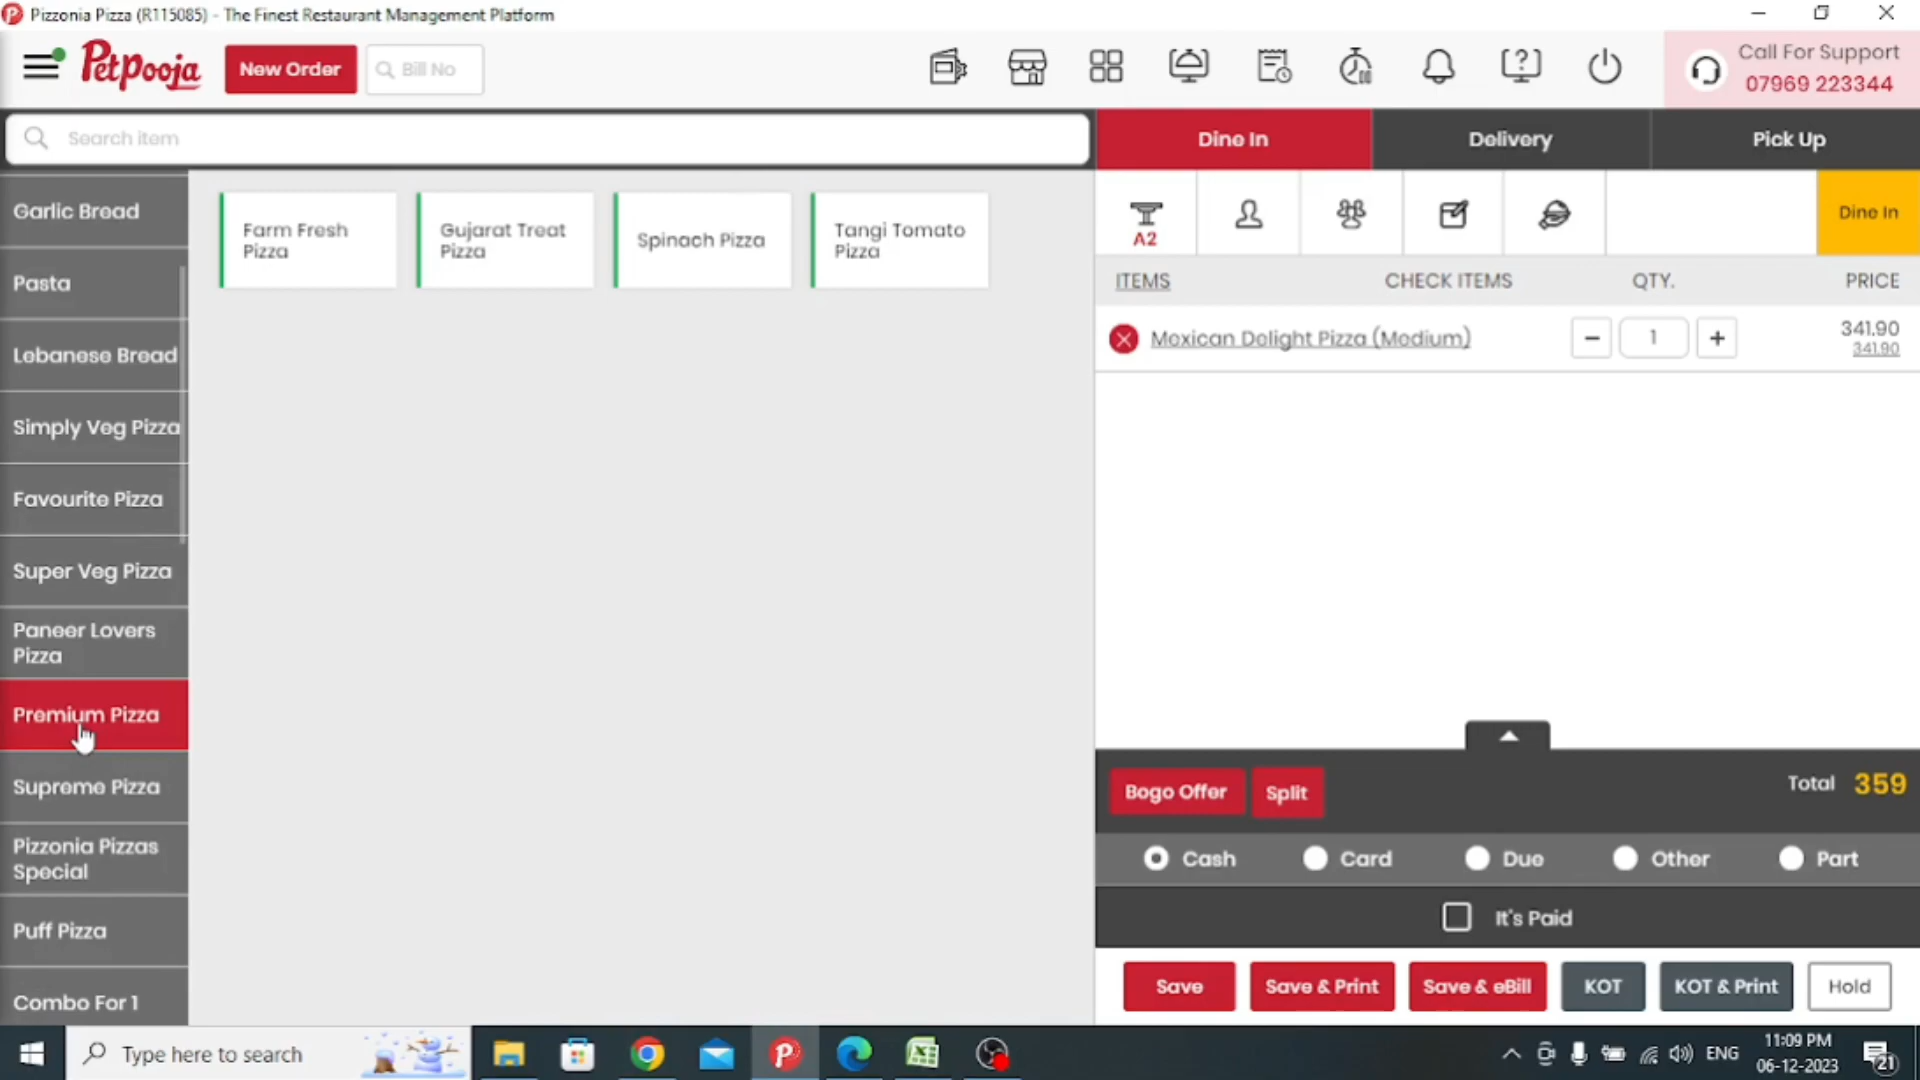 Pizzonia Pizza (R115085) - The Finest Restaurant Management Platform
Petpooja
New Order
Bill No
Call For Support
07969 223344
Search item
Dine In
Delivery
Pick Up
Garlic Bread
Pasta
Lebanese Bread
Simply Veg Pizza
Favourite Pizza
Super Veg Pizza
Paneer Lovers
Pizza
Premium Pizza
Supreme Pizza
Pizzonia Pizzas
Special
Puff Pizza
Combo For 1
Farm Fresh
Pizza
Gujarat Treat
Pizza
Spinach Pizza
Tangi Tomato
Pizza
A2
Dine In
ITEMS
CHECK ITEMS
QTY.
PRICE
Mexican Delight Pizza (Medium)
-
1
+
341.90
341.90
Bogo Offer
Split
Total 359
Cash
Card
Due
Other
Part
It's Paid
Save
Save & Print
Save & eBill
KOT
KOT & Print
Hold
Type here to search
ENG
11:09 PM
06-12-2023
21